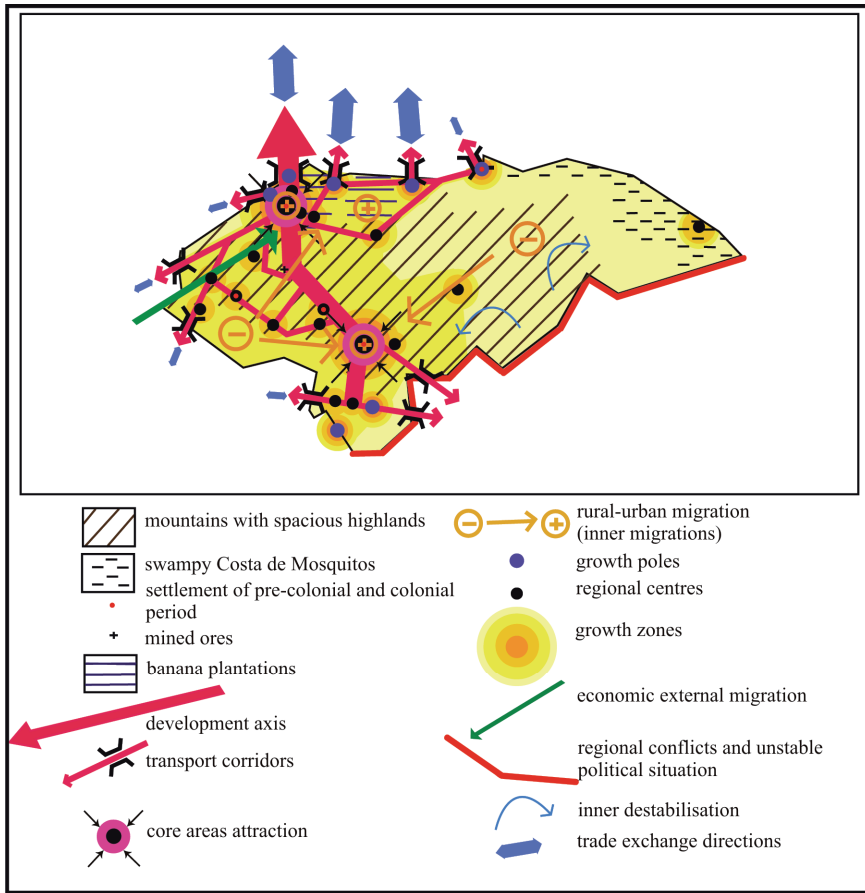 mountains with spacious highlands
swampy Costa de Mosquitos
settlement of pre-colonial and colonial
period
mined ores
banana plantations
development axis
transport corridors
core areas attraction
rural-urban migration
(inner migrations)
growth poles
regional centres
growth zones
economic external migration
regional conflicts and unstable
political situation
inner destabilisation
trade exchange directions